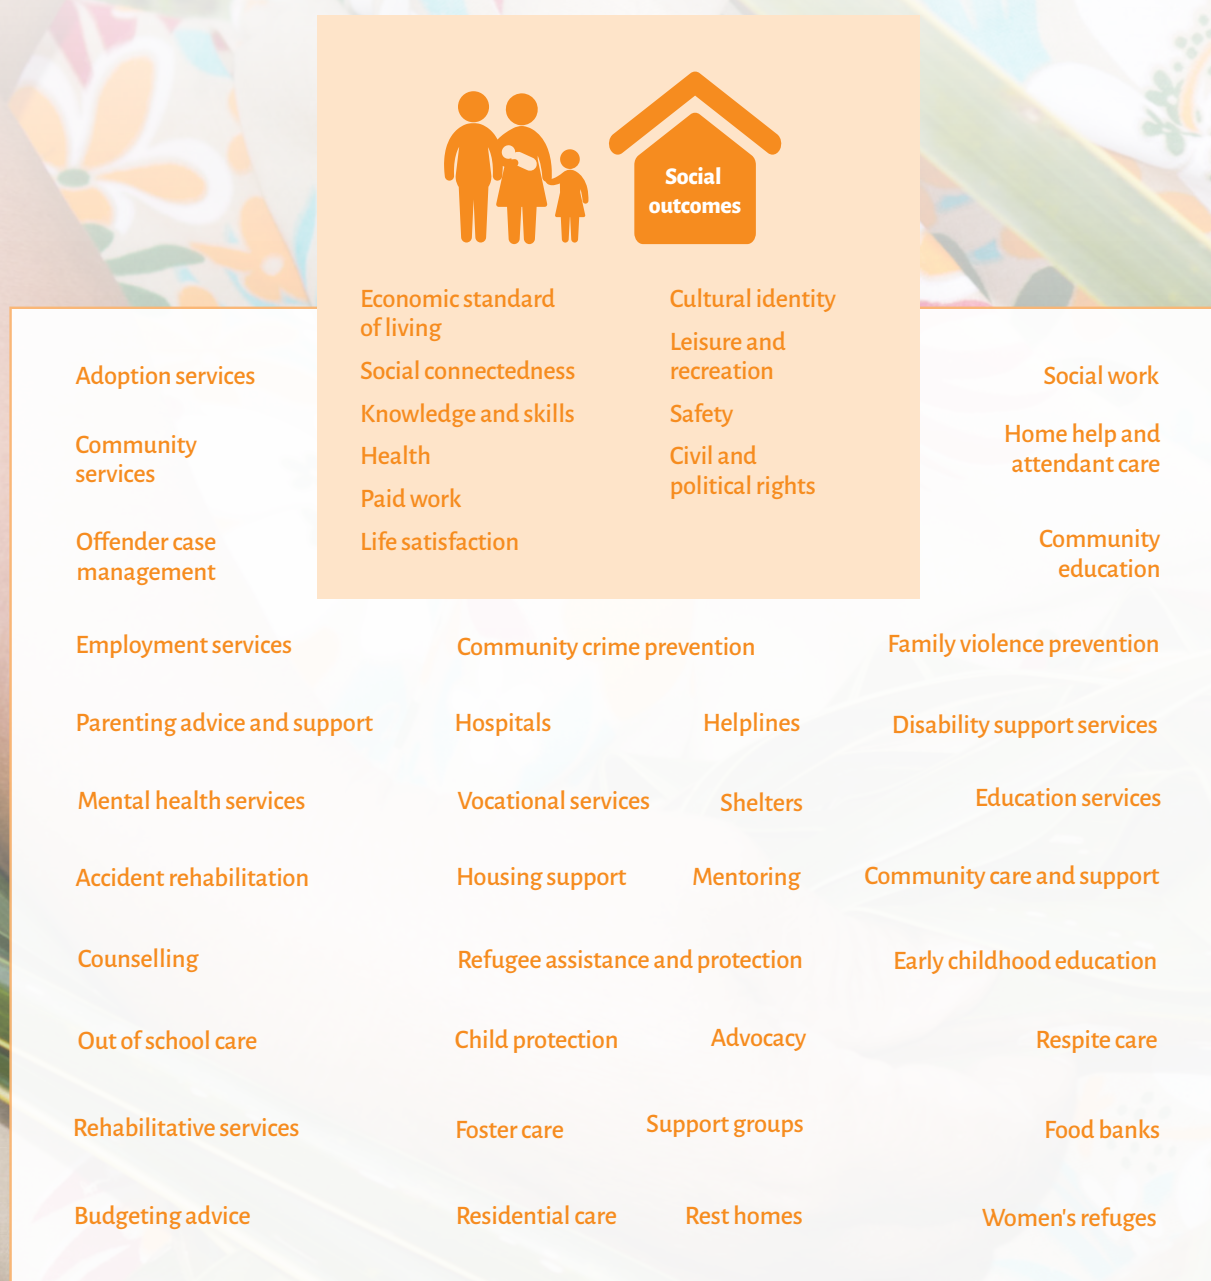 Social
outcomes
Economic standard
of living
Social connectedness
Knowledge and skills
Health
Paid work
Life satisfaction
Cultural identity
Leisure and
recreation
Safety
Civil and
political rights
Adoption services
Community
services
Offender case
management
Employment services
Parenting advice and support
Mental health services
Accident rehabilitation
Counselling
Out of school care
Rehabilitative services
Budgeting advice
Community crime prevention
Hospitals
Helplines
Vocational services
Shelters
Housing support
Mentoring
Refugee assistance and protection
Child protection
Advocacy
Foster care
Support groups
Residential care
Rest homes
Social work
Home help and
attendant care
Community
education
Family violence prevention
Disability support services
Education services
Community care and support
Early childhood education
Respite care
Food banks
Women's refuges